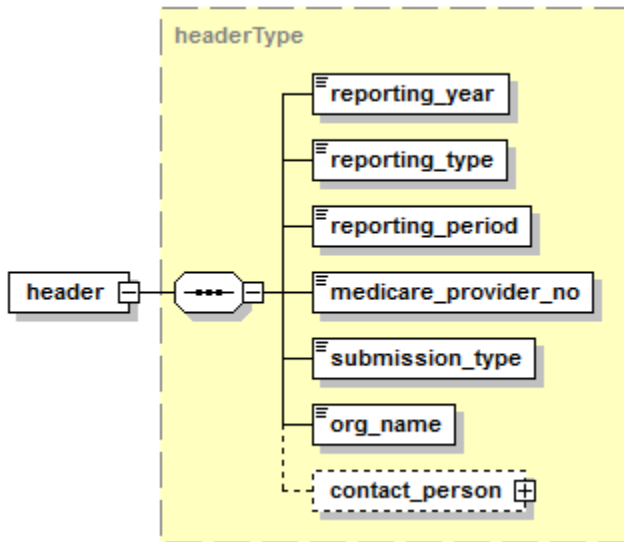 headerType
reporting_year
reporting_type
reporting_period
header
medicare_provider_no
submission_type
org_name
contact_person